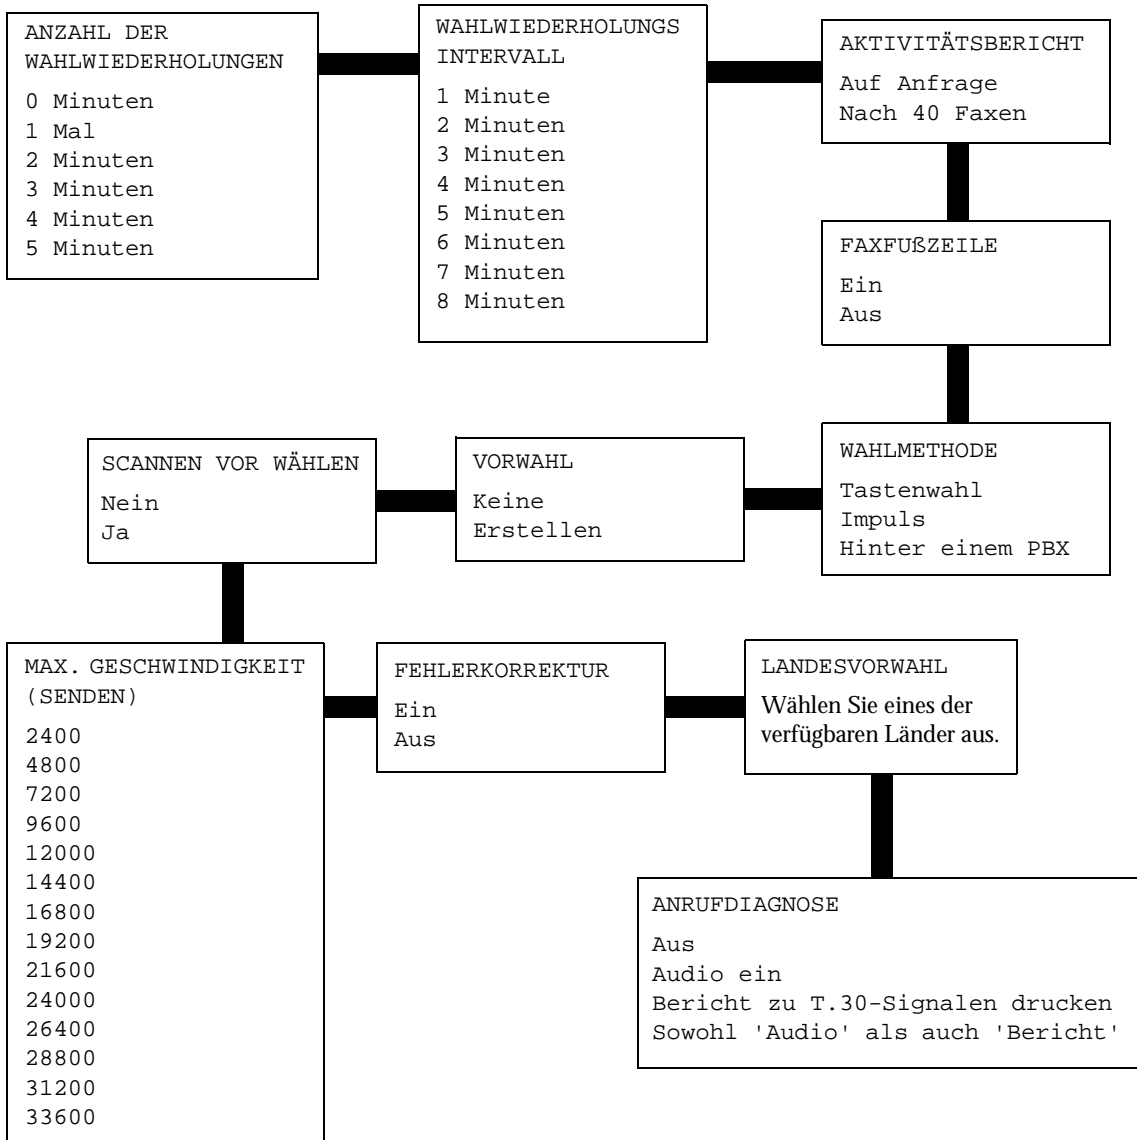 ANZAHL DER
WAHLWIEDERHOLUNGEN
0 Minuten
1 Mal
2 Minuten
3 Minuten
4 Minuten
5 Minuten
WAHLWIEDERHOLUNGS
INTERVALL
1 Minute
2 Minuten
3 Minuten
4 Minuten
5 Minuten
6 Minuten
7 Minuten
8 Minuten
AKTIVITÄTSBERICHT
Auf Anfrage
Nach 40 Faxen
FAXFUßZEILE
Ein
Aus
WAHLMETHODE
Tastenwahl
Impuls
Hinter einem PBX
VORWAHL
Keine
Erstellen
SCANNEN VOR WÄHLEN
Nein
Ja
MAX. GESCHWINDIGKEIT
(SENDEN)
2400
4800
7200
9600
12000
14400
16800
19200
21600
24000
26400
28800
31200
33600
FEHLERKORREKTUR
Ein
Aus
LANDESVORWAHL
Wählen Sie eines der
verfügbaren Länder aus.
ANRUFDIAGNOSE
Aus
Audio ein
Bericht zu T.30-Signalen drucken
Sowohl 'Audio' als auch 'Bericht'